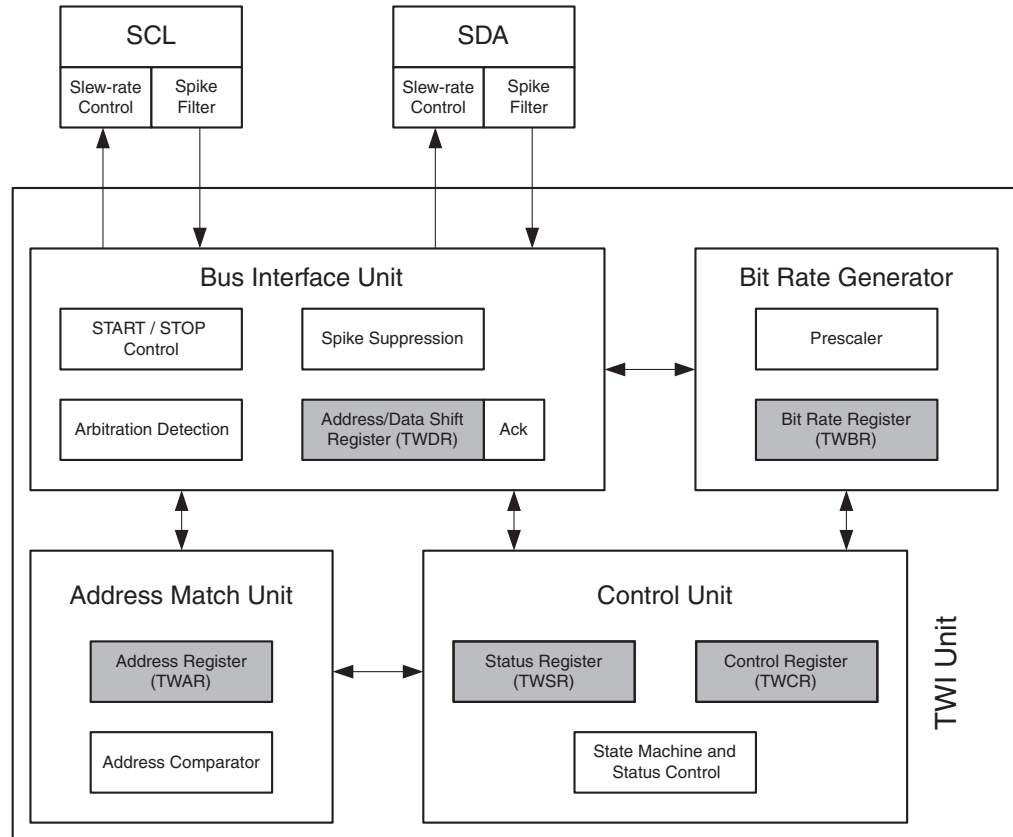 SCL
Slew-rate
Control
Spike
Filter
SDA
Slew-rate
Control
Spike
Filter
Bus Interface Unit
START / STOP
Control
Spike Suppression
Arbitration Detection
Address/Data Shift
Register (TWDR)
Ack
Bit Rate Generator
Prescaler
Bit Rate Register
(TWBR)
Address Match Unit
Address Register
(TWAR)
Address Comparator
Control Unit
Status Register
(TWSR)
Control Register
(TWCR)
State Machine and
Status Control
TWI Unit